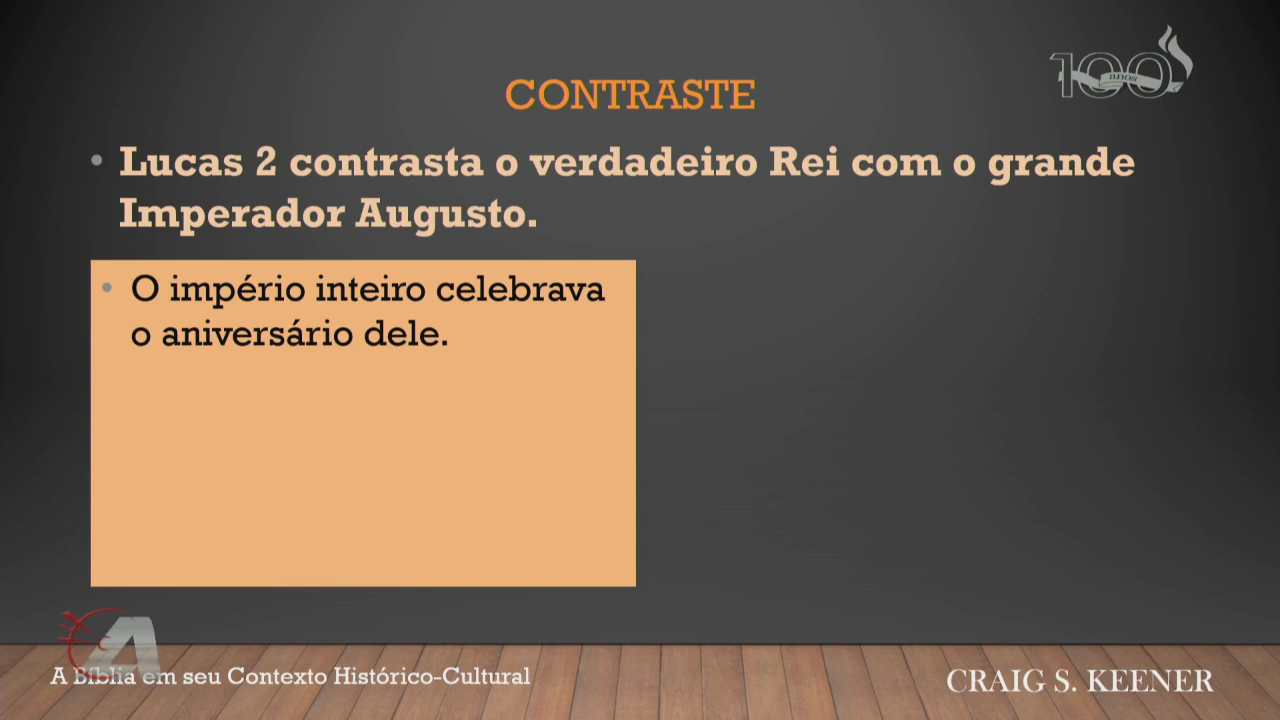 100
anos
CONTRASTE
• Lucas 2 contrasta o verdadeiro Rei com o grande
Imperador Augusto.
• O império inteiro celebrava
o aniversário dele.
A Bíblia em seu Contexto Histórico-Cultural
CRAIG S. KEENER